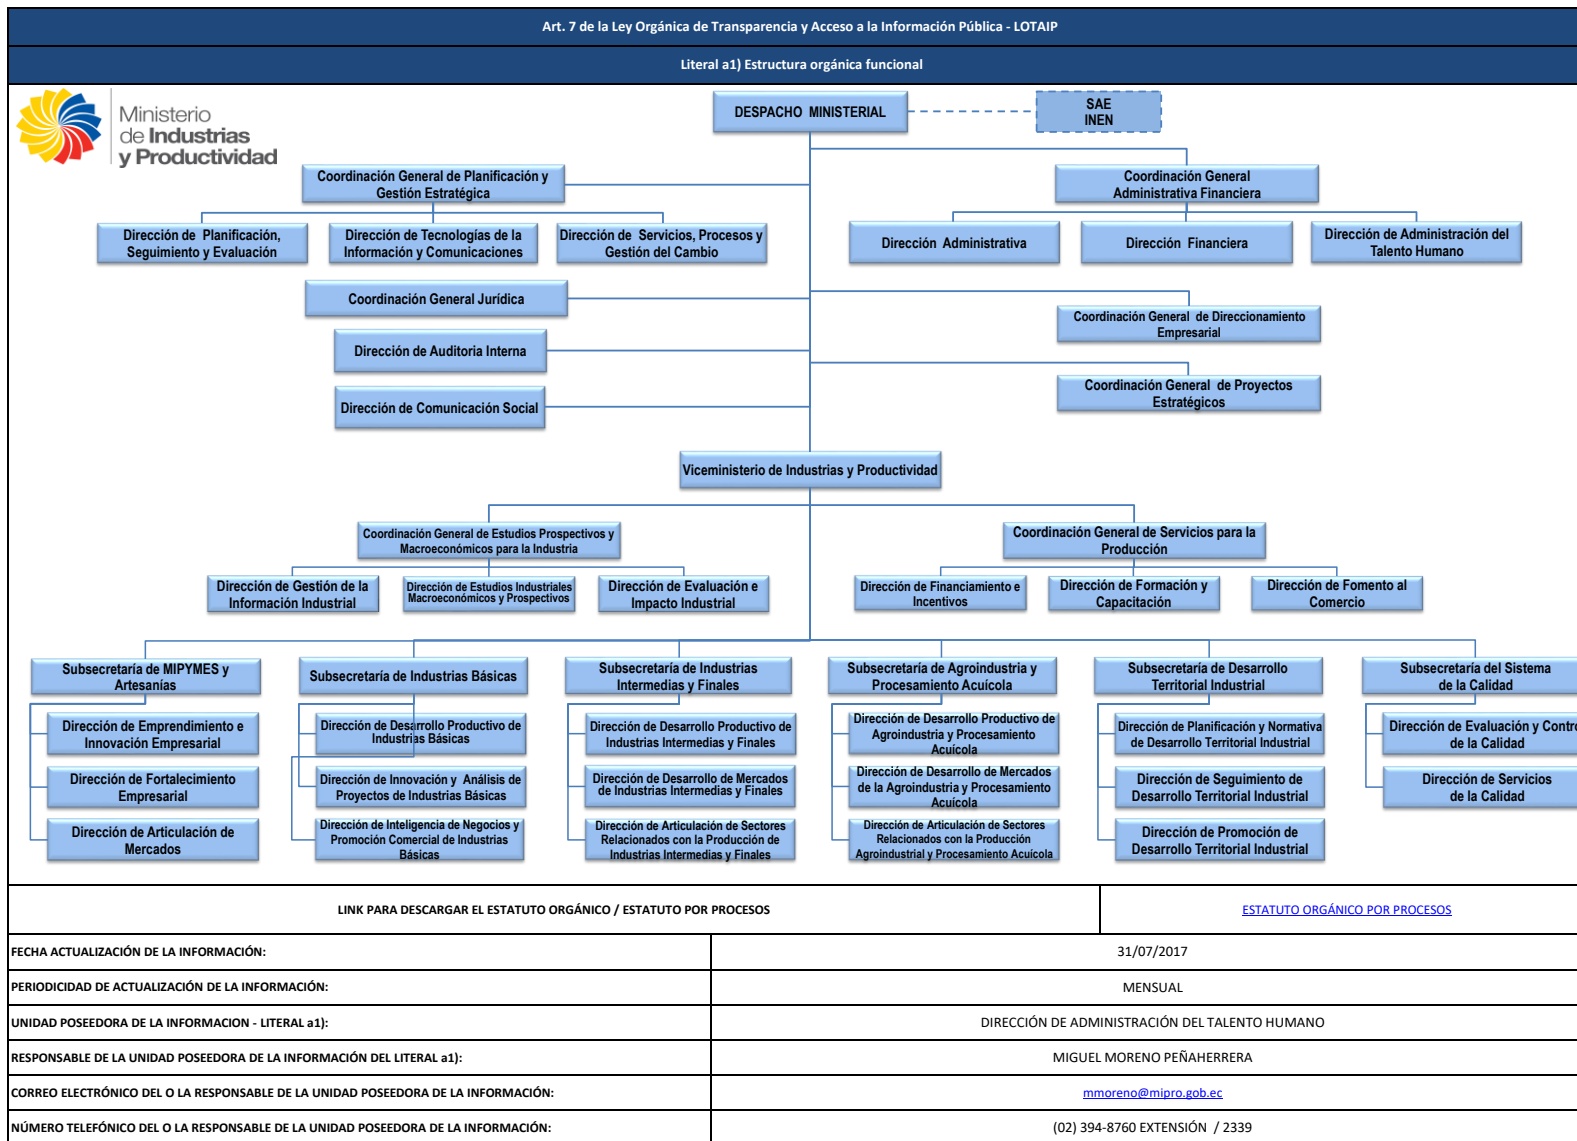 Art. 7 de la Ley Orgánica de Transparencia y Acceso a la Información Pública - LOTAIP
Literal a1) Estructura orgánica funcional
Ministerio
de Industrias
y Productividad
DESPACHO MINISTERIAL
SAE
INEN
Coordinación General de Planificación y
Gestión Estratégica
Coordinación General
Administrativa Financiera
Dirección de Planificación,
Seguimiento y Evaluación
Dirección de Tecnologías de la
Información y Comunicaciones
Dirección de Servicios, Procesos y
Gestión del Cambio
Dirección Administrativa
Dirección Financiera
Dirección de Administración del
Talento Humano
Coordinación General Jurídica
Coordinación General de Direccionamiento
Empresarial
Dirección de Auditoria Interna
Coordinación General de Proyectos
Estratégicos
Dirección de Comunicación Social
Viceministerio de Industrias y Productividad
Coordinación General de Estudios Prospectivos y
Macroeconómicos para la Industria
Coordinación General de Servicios para la
Producción
Dirección de Gestión de la
Información Industrial
Dirección de Estudios Industriales
Macroeconómicos y Prospectivos
Dirección de Evaluación e
Impacto Industrial
Dirección de Financiamiento e
Incentivos
Dirección de Formación y
Capacitación
Dirección de Fomento al
Comercio
Subsecretaría de MIPYMES y
Artesanías
Subsecretaría de Industrias Básicas
Subsecretaría de Industrias
Intermedias y Finales
Subsecretaría de Agroindustria y
Procesamiento Acuícola
Subsecretaría de Desarrollo
Territorial Industrial
Subsecretaría del Sistema
de la Calidad
Dirección de Emprendimiento e
Innovación Empresarial
Dirección de Desarrollo Productivo de
Industrias Básicas
Dirección de Desarrollo Productivo de
Industrias Intermedias y Finales
Dirección de Desarrollo Productivo de
Agroindustria y Procesamiento
Acuícola
Dirección de Planificación y Normativa
de Desarrollo Territorial Industrial
Dirección de Evaluación y Contro
de la Calidad
Dirección de Fortalecimiento
Empresarial
Dirección de Innovación y Análisis de
Proyectos de Industrias Básicas
Dirección de Desarrollo de Mercados
de Industrias Intermedias y Finales
Dirección de Desarrollo de Mercados
de la Agroindustria y Procesamiento
Acuícola
Dirección de Seguimiento de
Desarrollo Territorial Industrial
Dirección de Servicios
de la Calidad
Dirección de Articulación de
Mercados
Dirección de Inteligencia de Negocios y
Promoción Comercial de Industrias
Básicas
Dirección de Articulación de Sectores
Relacionados con la Producción de
Industrias Intermedias y Finales
Dirección de Articulación de Sectores
Relacionados con la Producción
Agroindustrial y Procesamiento Acuícola
Dirección de Promoción de
Desarrollo Territorial Industrial
LINK PARA DESCARGAR EL ESTATUTO ORGÁNICO / ESTATUTO POR PROCESOS
ESTATUTO ORGÁNICO POR PROCESOS
FECHA ACTUALIZACIÓN DE LA INFORMACIÓN:
31/07/2017
PERIODICIDAD DE ACTUALIZACIÓN DE LA INFORMACIÓN:
MENSUAL
UNIDAD POSEEDORA DE LA INFORMACION - LITERAL a1):
DIRECCIÓN DE ADMINISTRACIÓN DEL TALENTO HUMANO
RESPONSABLE DE LA UNIDAD POSEEDORA DE LA INFORMACIÓN DEL LITERAL a1):
MIGUEL MORENO PEÑAHERRERA
CORREO ELECTRÓNICO DEL O LA RESPONSABLE DE LA UNIDAD POSEEDORA DE LA INFORMACIÓN:
mmoreno@mipro.gob.ec
NÚMERO TELEFÓNICO DEL O LA RESPONSABLE DE LA UNIDAD POSEEDORA DE LA INFORMACIÓN:
(02) 394-8760 EXTENSIÓN / 2339